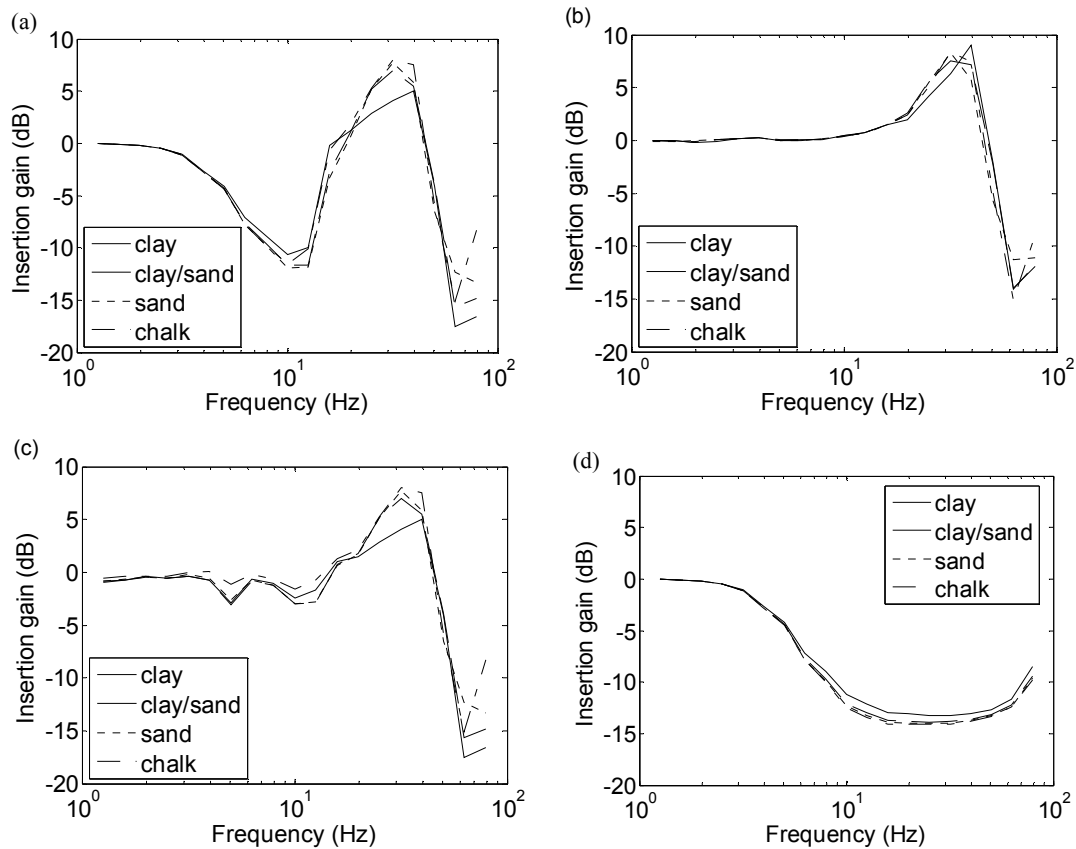 (a)
10
5
0
-5
-10
-15
-20
Insertion gain (dB)
clay
clay/sand
sand
chalk
10^0
10^1
10^2
Frequency (Hz)
(b)
10
5
0
-5
-10
-15
-20
Insertion gain (dB)
clay
clay/sand
sand
chalk
10^0
10^1
10^2
Frequency (Hz)
(c)
10
5
0
-5
-10
-15
-20
Insertion gain (dB)
clay
clay/sand
sand
chalk
10^0
10^1
10^2
Frequency (Hz)
(d)
10
5
0
-5
-10
-15
-20
Insertion gain (dB)
clay
clay/sand
sand
chalk
10^0
10^1
10^2
Frequency (Hz)